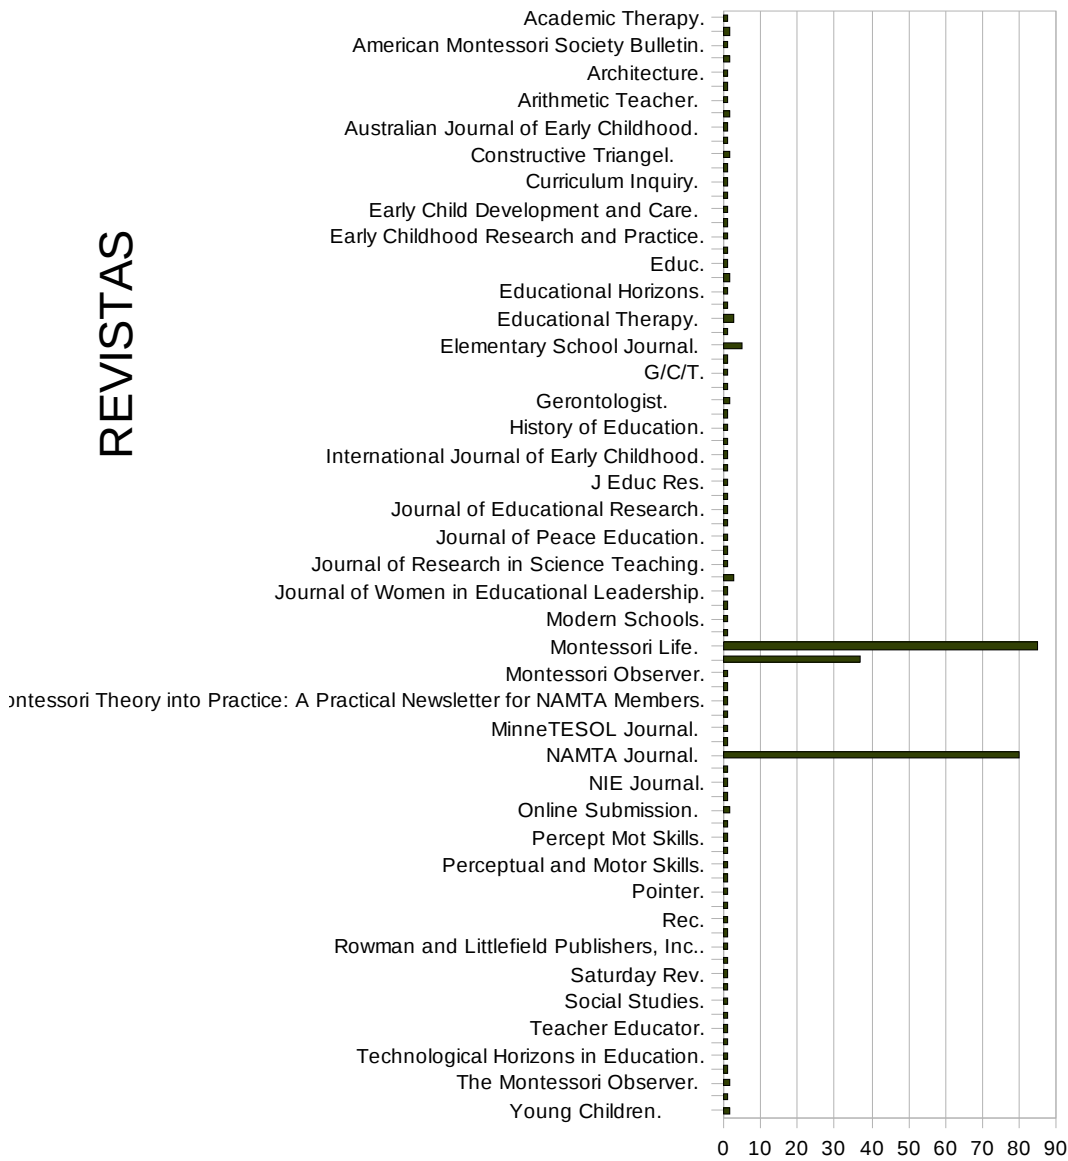 REVISTAS
Academic Therapy.
American Montessori Society Bulletin.
Architecture.
Arithmetic Teacher.
Australian Journal of Early Childhood.
Constructive Triangel.
Curriculum Inquiry.
Early Child Development and Care.
Early Childhood Research and Practice.
Educ.
Educational Horizons.
Educational Therapy.
Elementary School Journal.
G/C/T.
Gerontologist.
History of Education.
International Journal of Early Childhood.
J Educ Res.
Journal of Educational Research.
Journal of Peace Education.
Journal of Research in Science Teaching.
Journal of Women in Educational Leadership.
Modern Schools.
Montessori Life.
Montessori Observer.
ontessori Theory into Practice: A Practical Newsletter for NAMTA Members.
MinneTESOL Journal.
NAMTA Journal.
NIE Journal.
Online Submission.
Percept Mot Skills.
Perceptual and Motor Skills.
Pointer.
Rec.
Rowman and Littlefield Publishers, Inc..
Saturday Rev.
Social Studies.
Teacher Educator.
Technological Horizons in Education.
The Montessori Observer.
Young Children.
0 10 20 30 40 50 60 70 80 90